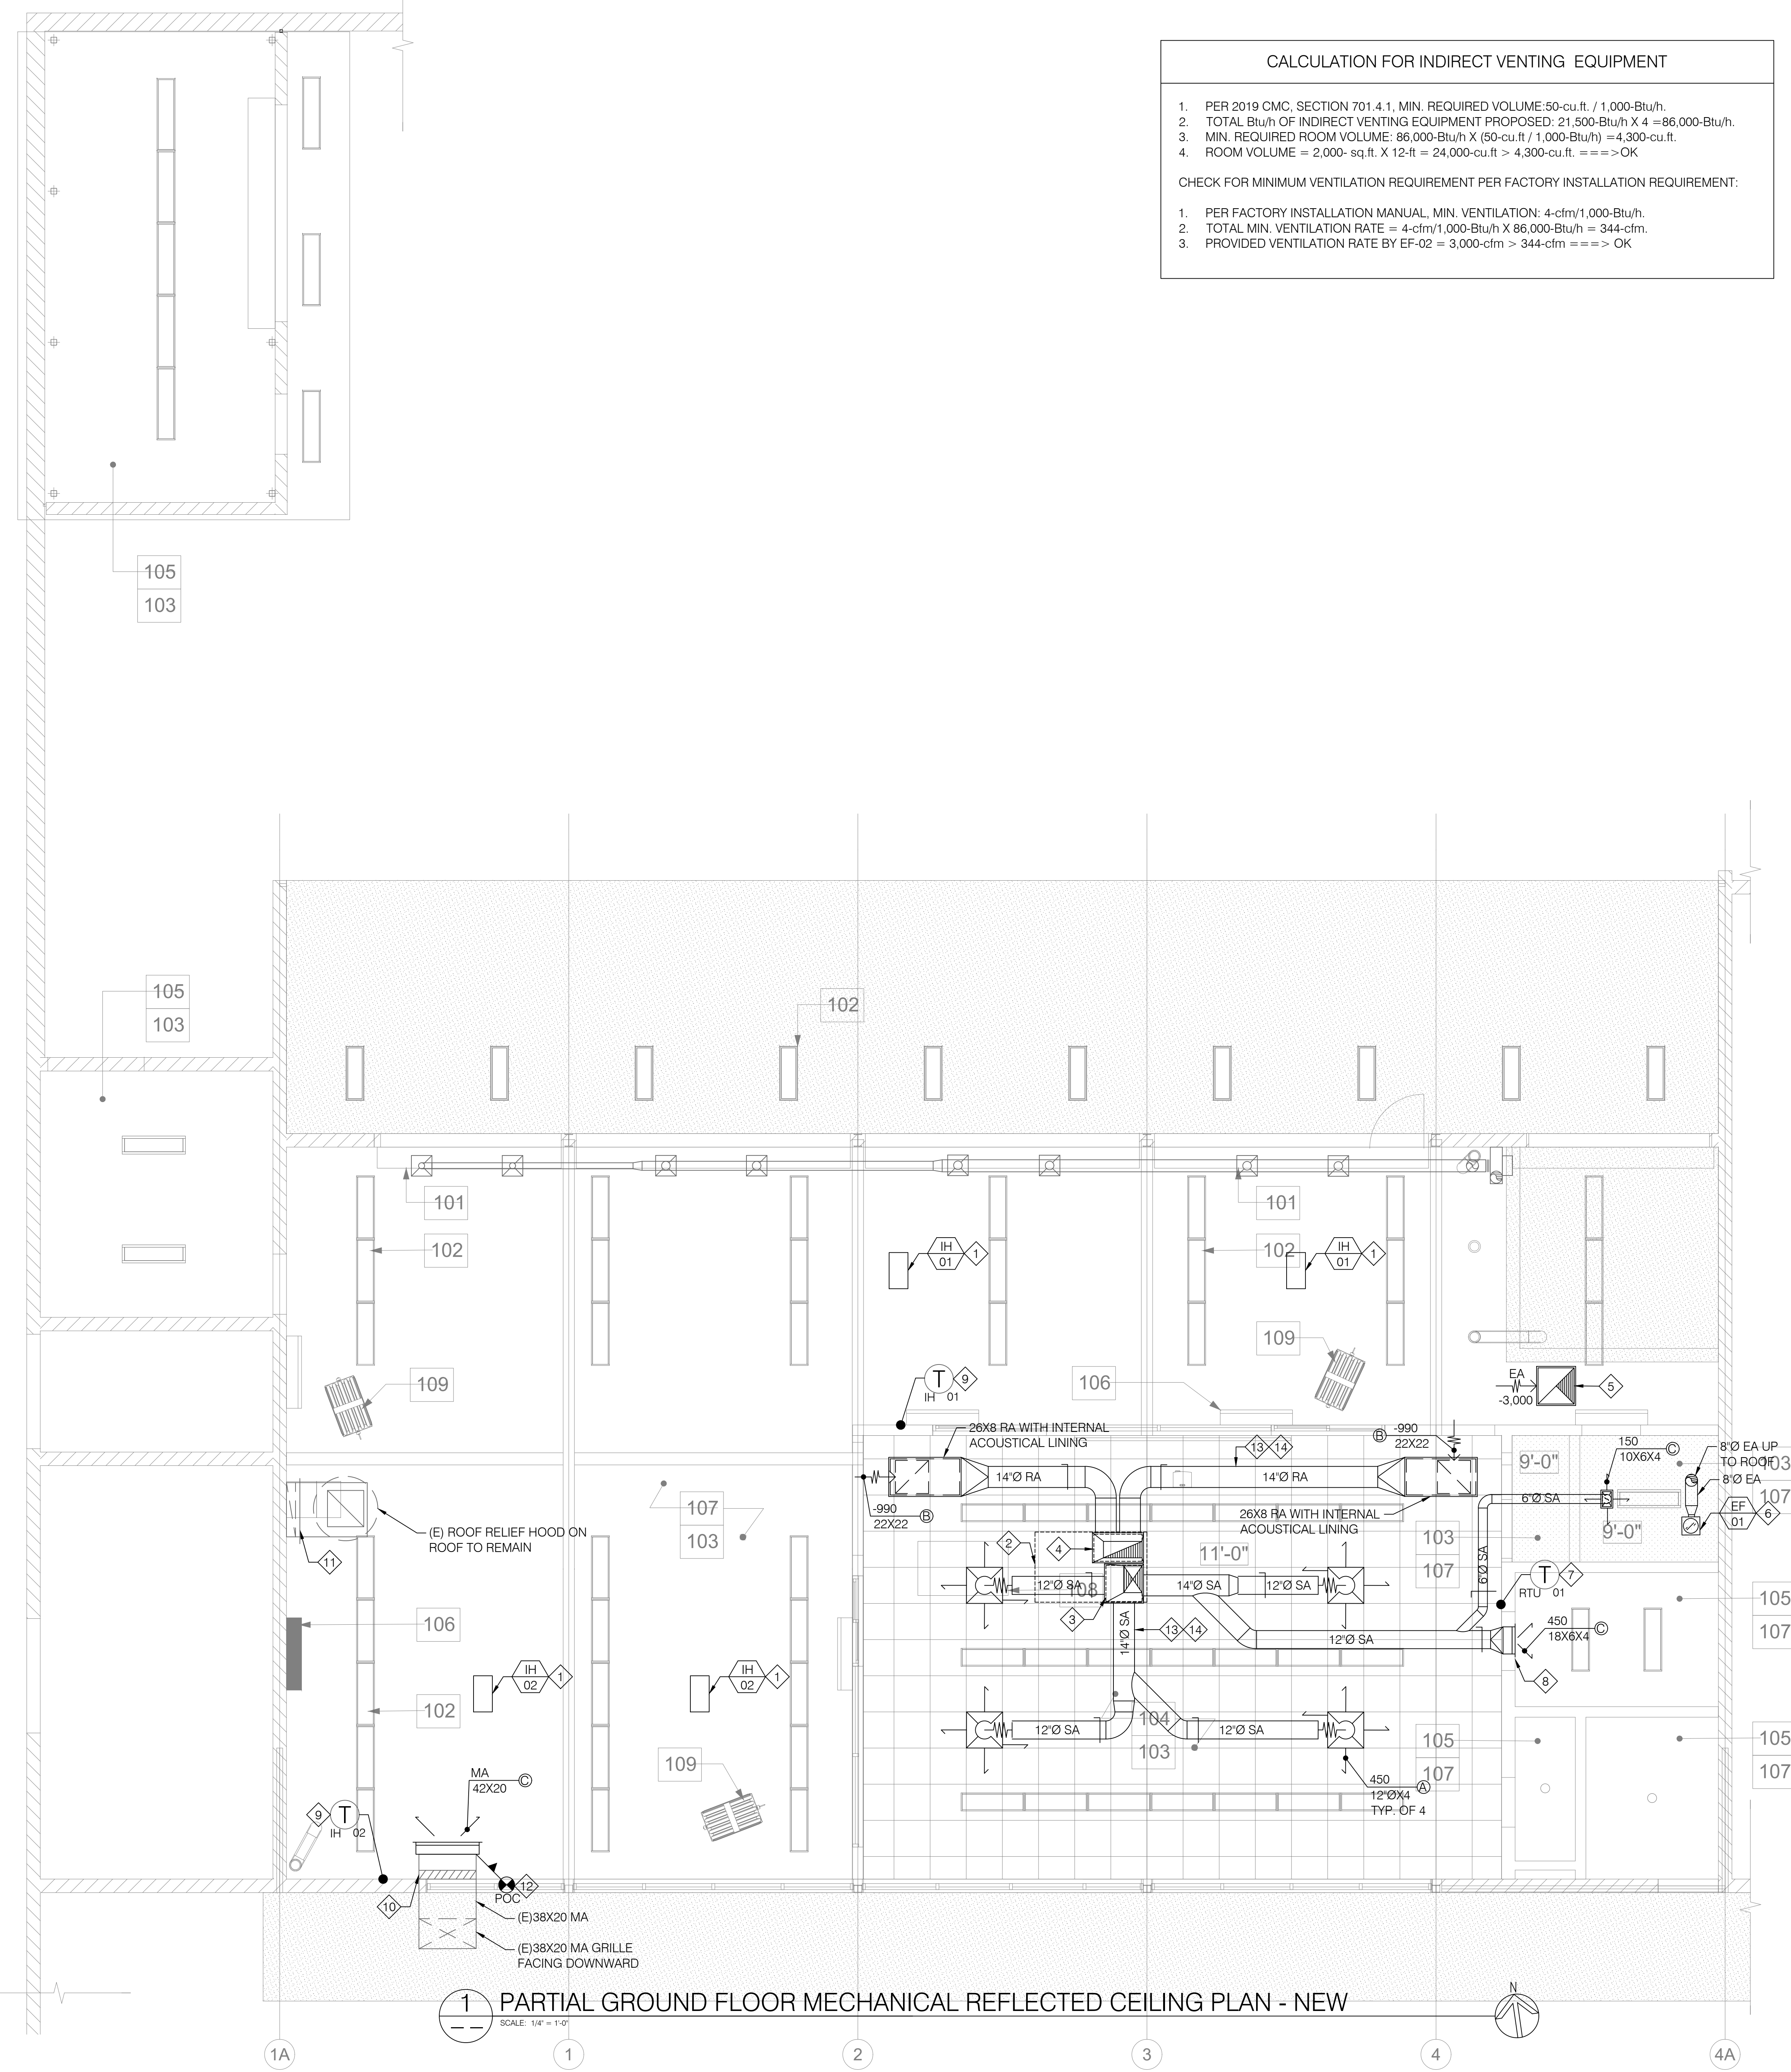 CALCULATION FOR INDIRECT VENTING EQUIPMENT
1. PER 2019 CMC, SECTION 701.4.1, MIN. REQUIRED VOLUME:50-cu.ft. / 1,000-Btu/h.
2. TOTAL Btu/h OF INDIRECT VENTING EQUIPMENT PROPOSED: 21,500-Btu/h X 4 =86,000-Btu/h.
3. MIN. REQUIRED ROOM VOLUME: 86,000-Btu/h X (50-cu.ft / 1,000-Btu/h) =4,300-cu.ft.
4. ROOM VOLUME = 2,000- sq.ft. X 12-ft = 24,000-cu.ft > 4,300-cu.ft. ===>OK
CHECK FOR MINIMUM VENTILATION REQUIREMENT PER FACTORY INSTALLATION REQUIREMENT:
1. PER FACTORY INSTALLATION MANUAL, MIN. VENTILATION: 4-cfm/1,000-Btu/h.
2. TOTAL MIN. VENTILATION RATE = 4-cfm/1,000-Btu/h X 86,000-Btu/h = 344-cfm.
3. PROVIDED VENTILATION RATE BY EF-02 = 3,000-cfm > 344-cfm ===> OK
105
103
105
103
102
101
101
102
102
IH
01
1
IH
01
1
109
109
106
T
9
IH 01
EA
-3,000
5
26X8 RA WITH INTERNAL
ACOUSTICAL LINING
-990
22X22
B
13
14
14"Ø RA
14"Ø RA
-990
22X22
B
26X8 RA WITH INTERNAL
ACOUSTICAL LINING
9'-0"
150
10X6X4
C
6"Ø SA
8"Ø EA UP
TO ROOF
8"Ø EA
103
107
EF
01
6
9'-0"
107
103
(E) ROOF RELIEF HOOD ON
ROOF TO REMAIN
11
2
4
11'-0"
103
107
6"Ø SA
12"Ø SA
108
14"Ø SA
12"Ø SA
T
7
RTU 01
3
14"Ø SA
13
14
12"Ø SA
450
18X6X4
C
8
105
107
106
102
IH
02
1
IH
02
1
12"Ø SA
104
103
12"Ø SA
105
107
105
107
109
450
12"ØX4
TYP. OF 4
A
MA
42X20
C
9
T
IH 02
10
12
POC
(E)38X20 MA
(E)38X20 MA GRILLE
FACING DOWNWARD
1
PARTIAL GROUND FLOOR MECHANICAL REFLECTED CEILING PLAN - NEW
SCALE: 1/4" = 1'-0"
N
1A
1
2
3
4
4A